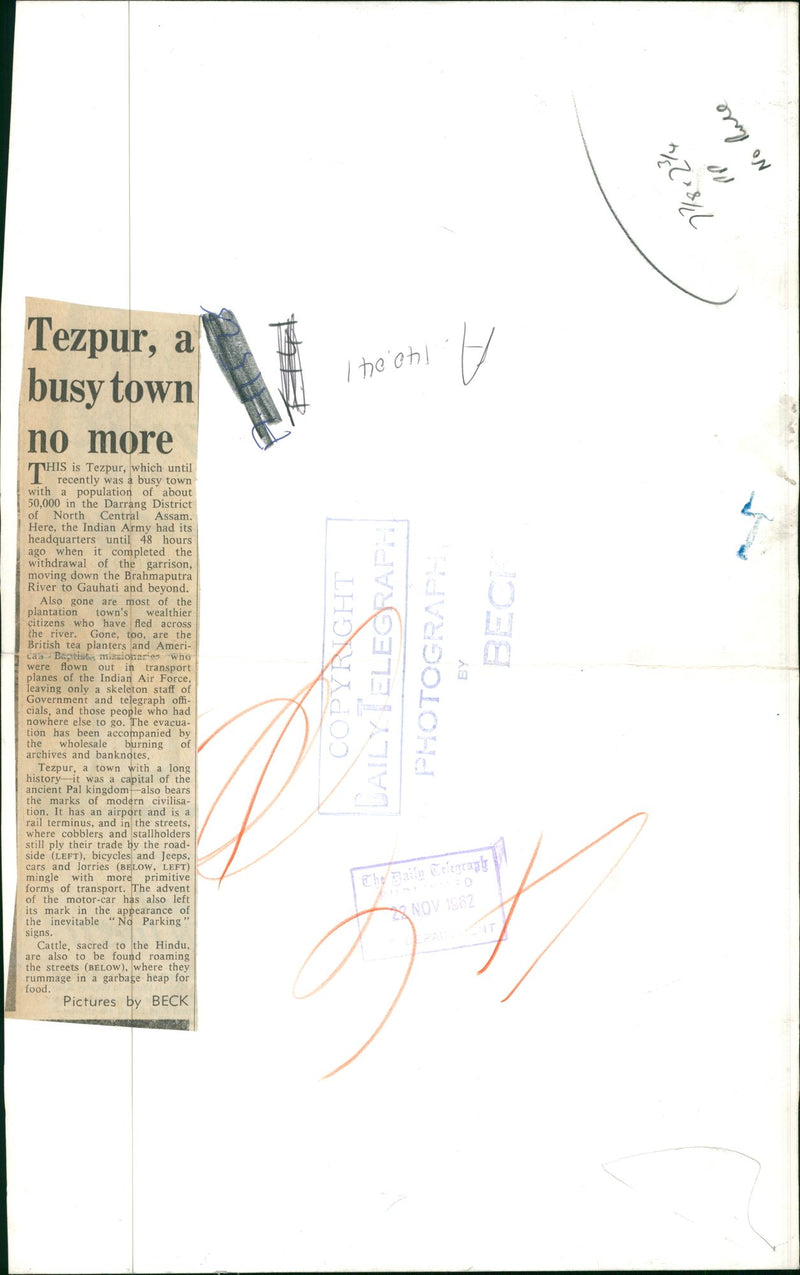 Tezpur, a
busy town
no more
THIS is Tezpur, which until
recently was a busy town
with a population of about
50,000 in the Darrang District
of North Central Assam.
Here, the Indian Army had its
headquarters until 48 hours
ago when it completed the
withdrawal of the garrison,
moving down the Brahmaputra
River to Gauhati and beyond.
Also gone are most of the
plantation town's wealthier
citizens who have fled across
the river. Gone, too, are the
British tea planters and Ameri-
can Baptist missionaries who
were flown out in transport
planes of the Indian Air Force,
leaving only a skeleton staff of
Government and telegraph offi-
cials, and those people who had
nowhere else to go. The evacua-
tion has been accompanied by
the wholesale burning of
archives and banknotes.
Tezpur, a town with a long
history—it was a capital of the
ancient Pal kingdom—also bears
the marks of modern civilisa-
tion. It has an airport and is a
rail terminus, and in the streets,
where cobblers and stallholders
still ply their trade by the road-
side (LEFT), bicycles and Jeeps,
cars and lorries (BELOW, LEFT)
mingle with more primitive
forms of transport. The advent
of the motor-car has also left
its mark in the appearance of
the inevitable "No Parking"
signs.
Cattle, sacred to the Hindu,
are also to be found roaming
the streets (BELOW), where they
rummage in a garbage heap for
food.
Pictures by BECK
A. 140.041
7 1/8 × 2 3/4
No
COPYRIGHT
DAILY TELEGRAPH
PHOTOGRAPH
BY
BECK
The Daily Telegraph
22 NOV 1962
DEPARTMENT